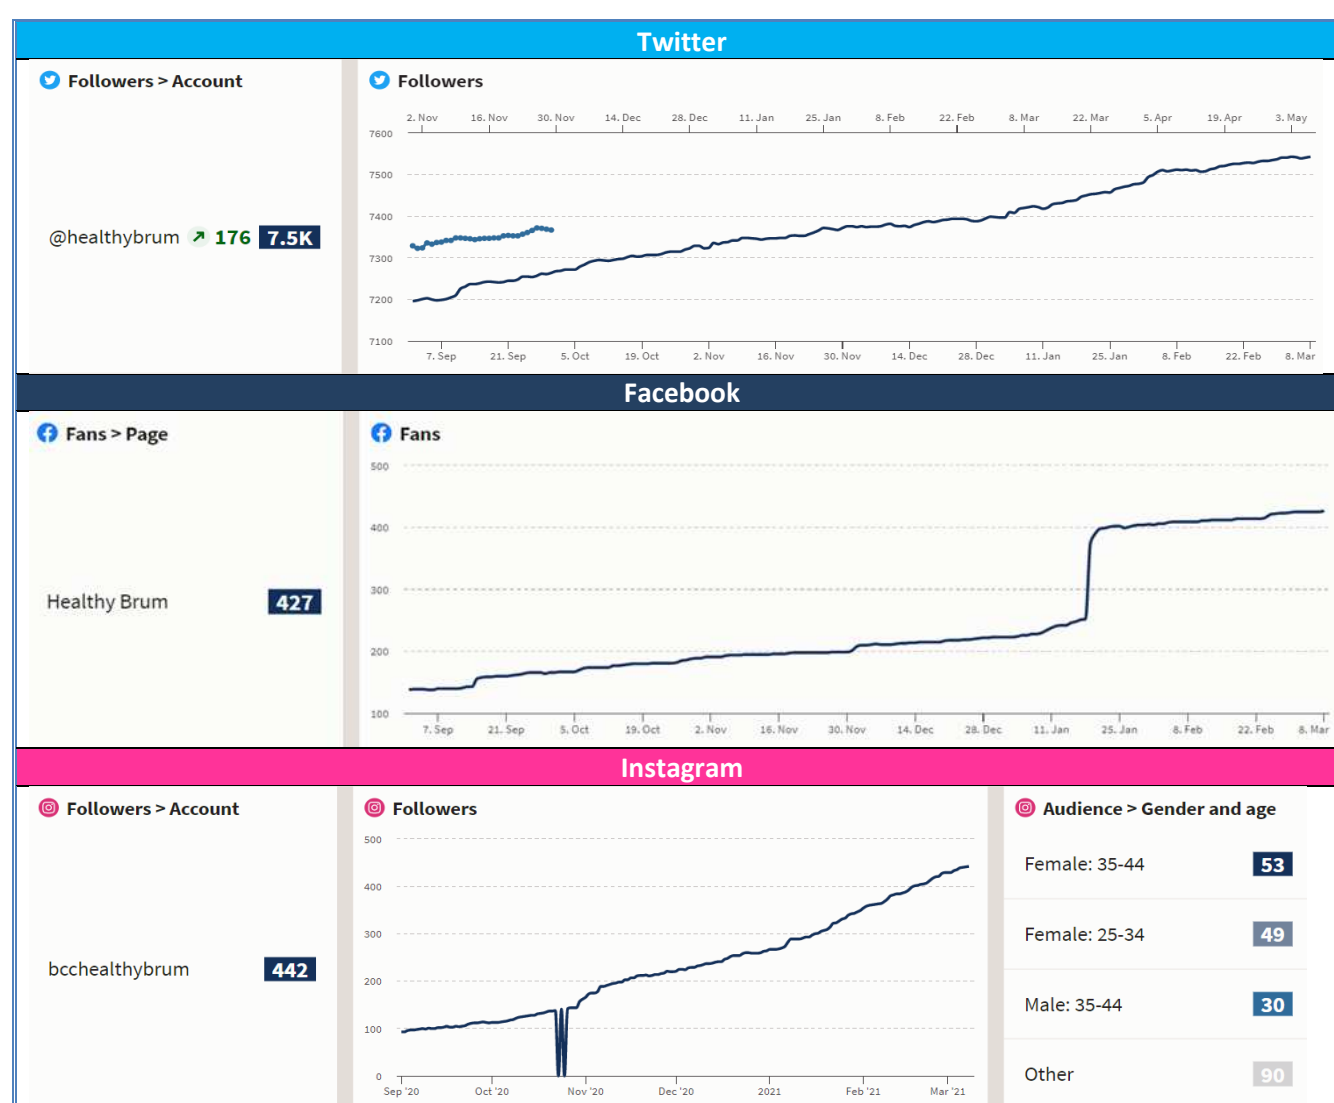 Twitter
Followers > Account
Followers
2. Nov 16. Nov 30. Nov 14. Dec 28. Dec 11. Jan 25. Jan 8. Feb 22. Feb 8. Mar 22. Mar 5. Apr 19. Apr 3. May
7600
7500
7400
@healthybrum 176 7.5K
7300
7200
7100
7. Sep 21. Sep 5. Oct 19. Oct 2. Nov 16. Nov 30. Nov 14. Dec 28. Dec 11. Jan 25. Jan 8. Feb 22. Feb 8. Mar
Facebook
Fans > Page
Fans
500
400
300
Healthy Brum 427
200
100
7. Sep 21. Sep 5. Oct 19. Oct 2. Nov 16. Nov 30. Nov 14. Dec 28. Dec 11. Jan 25. Jan 8. Feb 22. Feb 8. Mar
Instagram
Followers > Account
bcchealthybrum 442
Followers
500
400
300
200
100
0
Sep '20 Oct '20 Nov '20 Dec '20 2021 Feb '21 Mar '21
Audience > Gender and age
Female: 35-44 53
Female: 25-34 49
Male: 35-44 30
Other 90